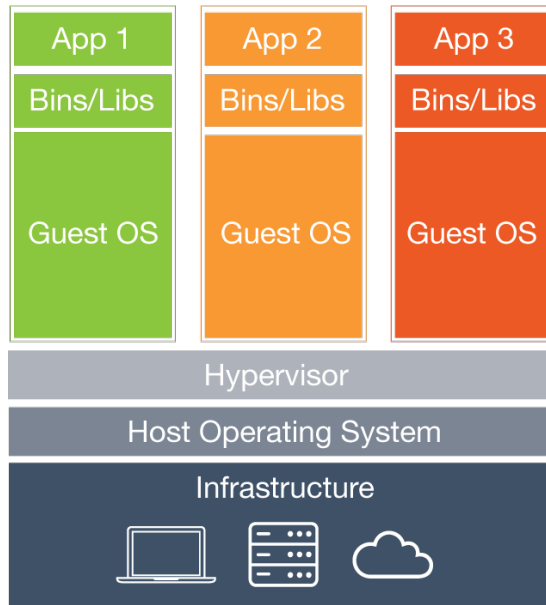 App 1
Bins/Libs
Guest OS
App 2
Bins/Libs
Guest OS
App 3
Bins/Libs
Guest OS
Hypervisor
Host Operating System
Infrastructure